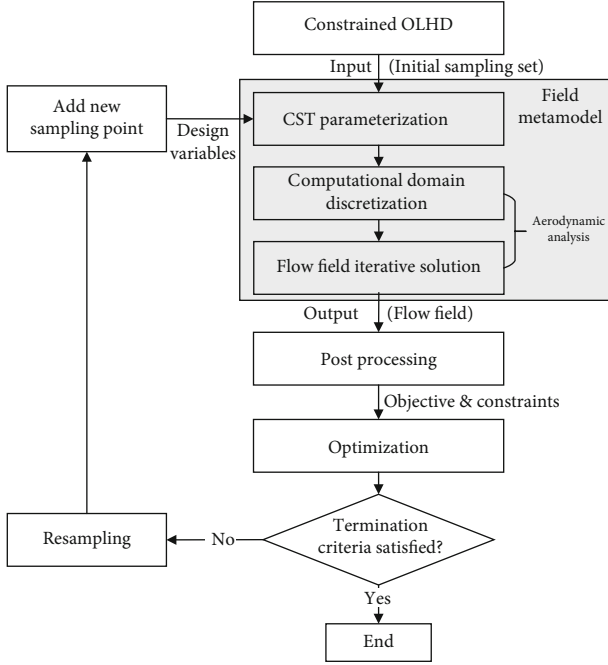 Constrained OLHD
Input (Initial sampling set)
Field
metamodel
Add new
sampling point
Design
variables
CST parameterization
Computational domain
discretization
Aerodynamic
analysis
Flow field iterative solution
Output (Flow field)
Post processing
Objective & constraints
Optimization
Termination
criteria satisfied?
No
Resampling
Yes
End